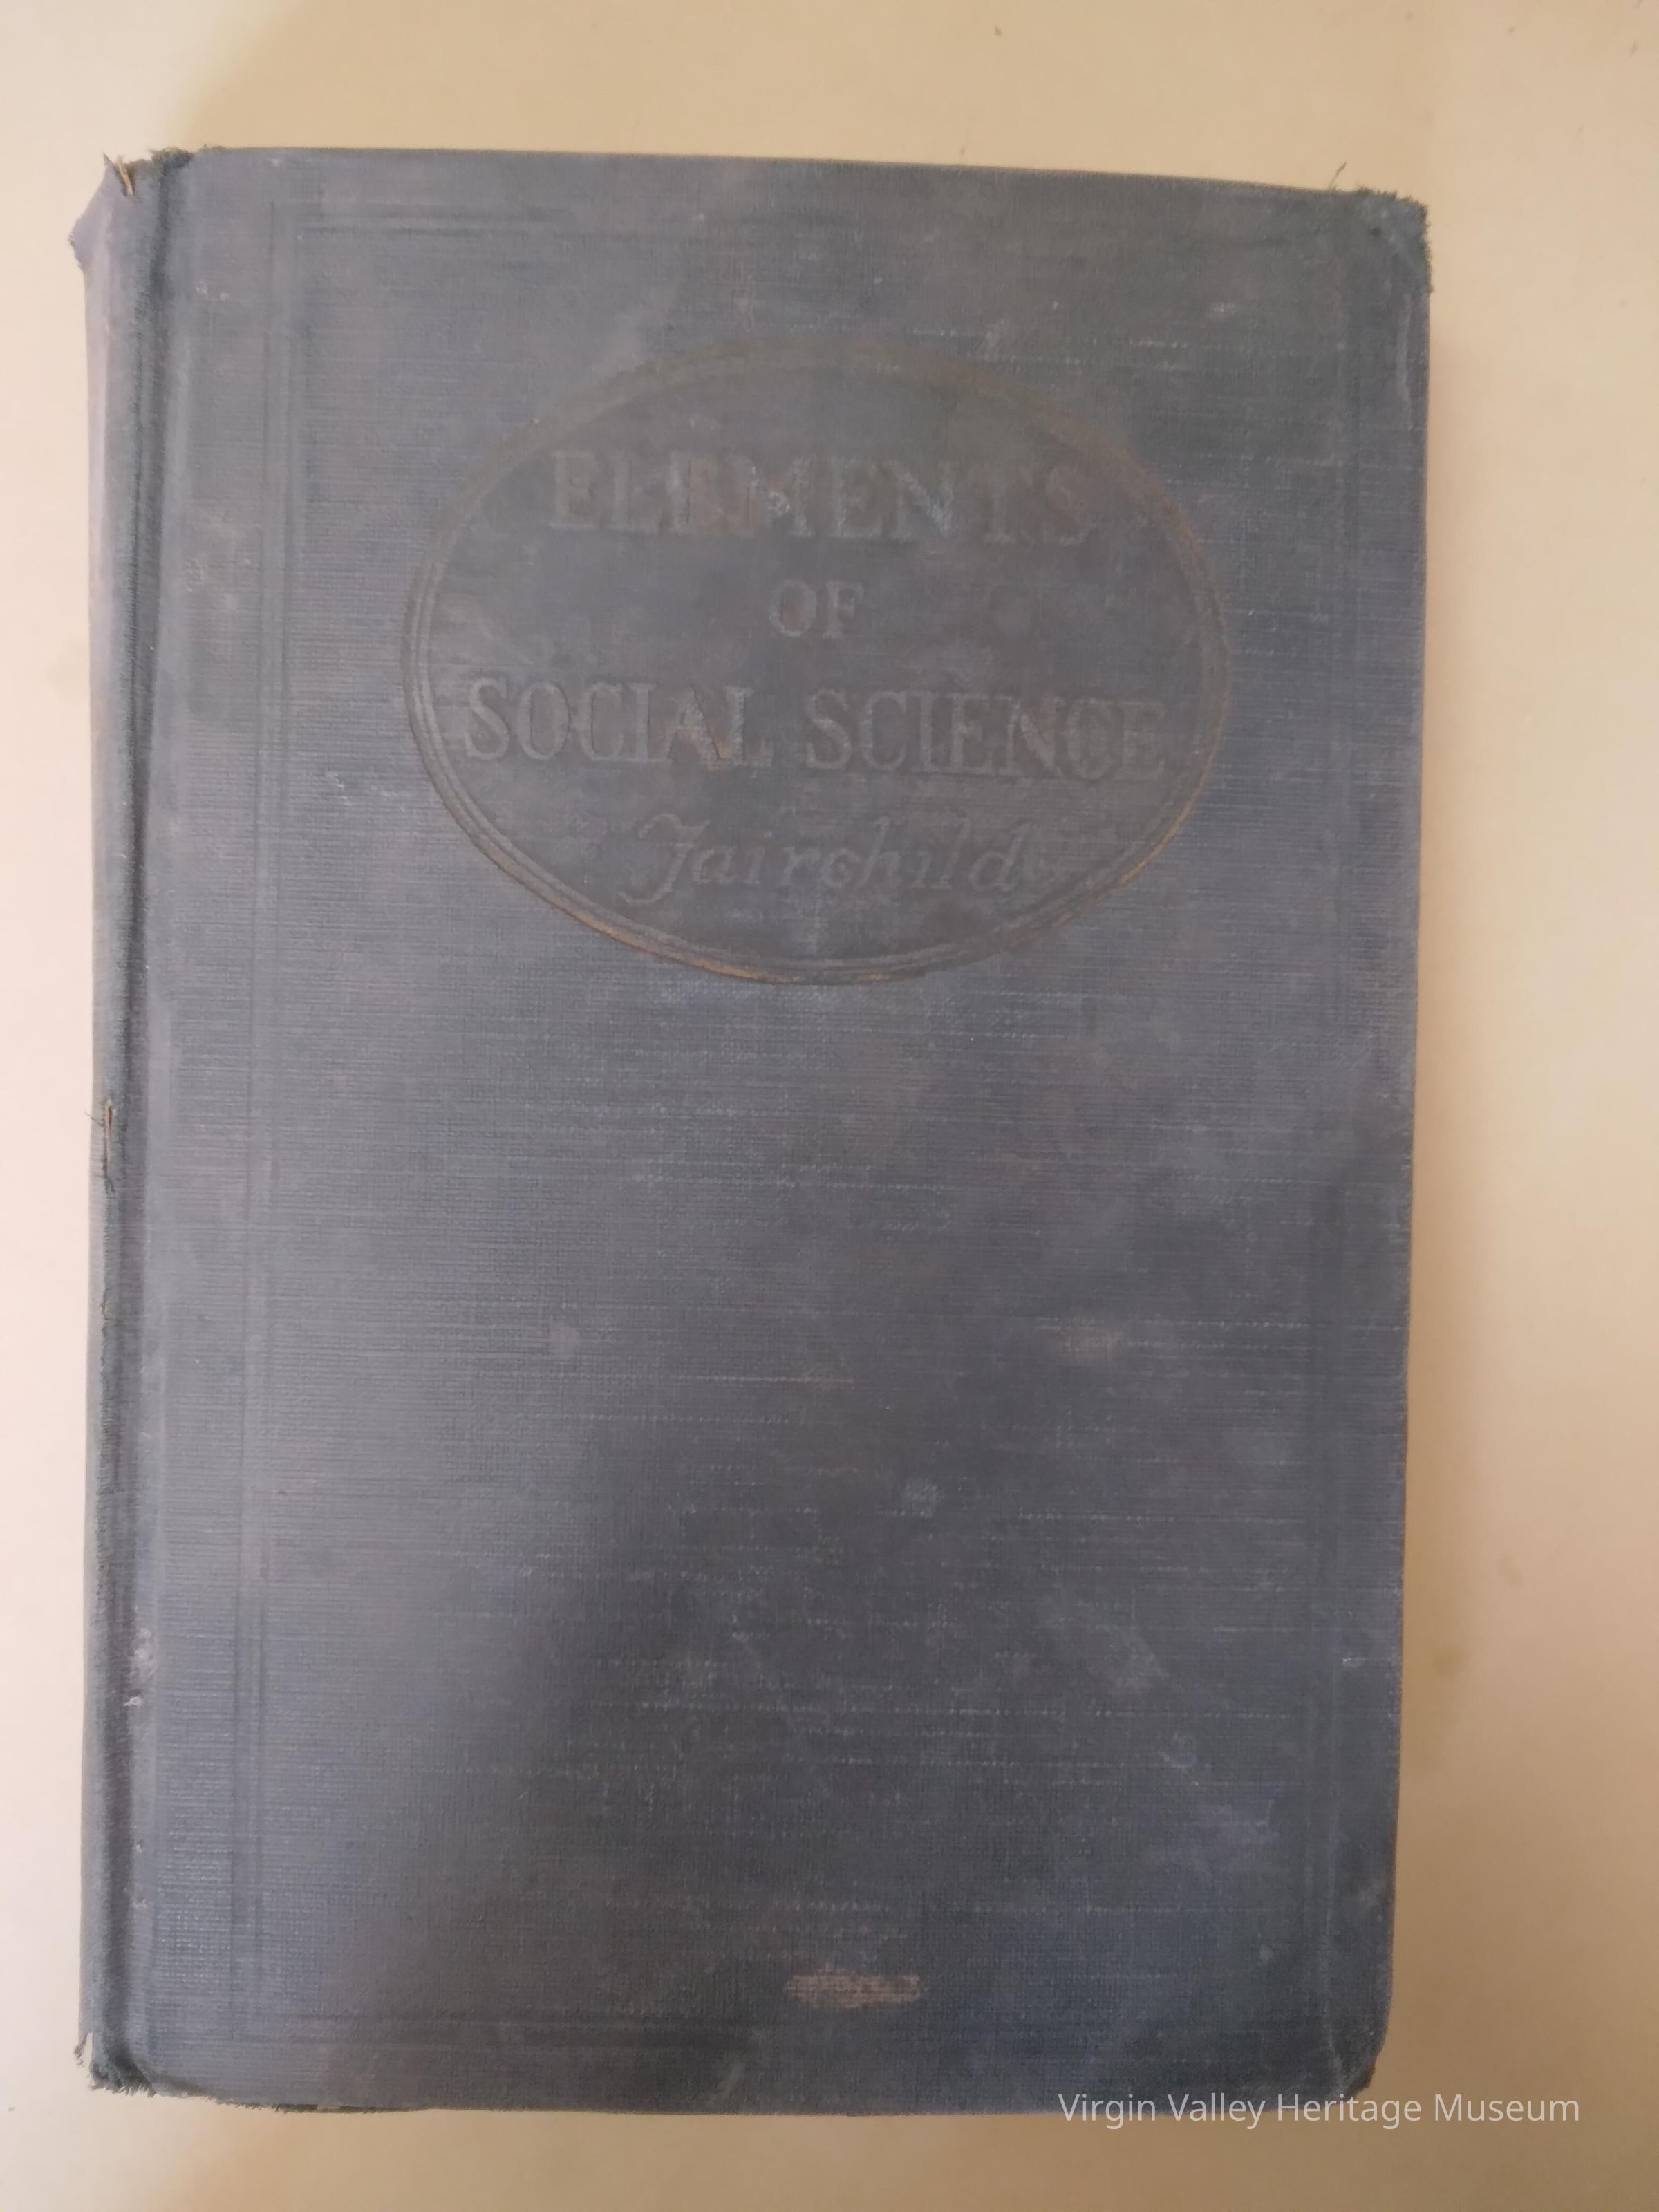 ELEMENTS
OF
SOCIAL SCIENCE
Fairchild
Virgin Valley Heritage Museum